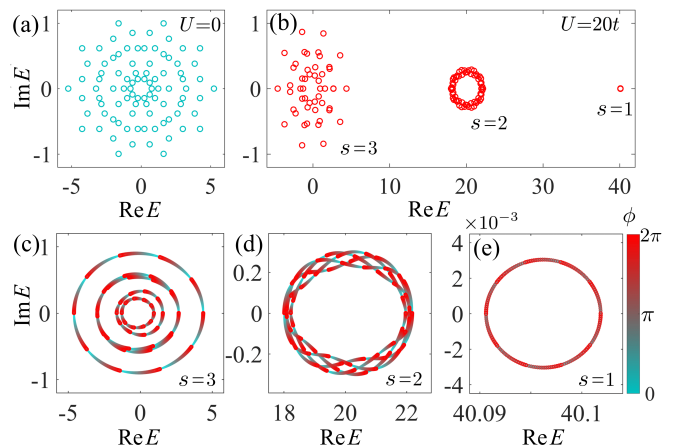 (a) U=0
(b) U=20t
1
0
-1
Im E
-5 0 5
Re E
1
0
-1
s=3
s=2
s=1
0 10 20 30 40
Re E
(c)
1
0
-1
Im E
s=3
-5 0 5
Re E
(d)
0.2
0
-0.2
s=2
18 20 22
Re E
×10⁻³
(e)
4
2
0
-2
-4
s=1
40.09 40.1
Re E
ϕ
2π
π
0